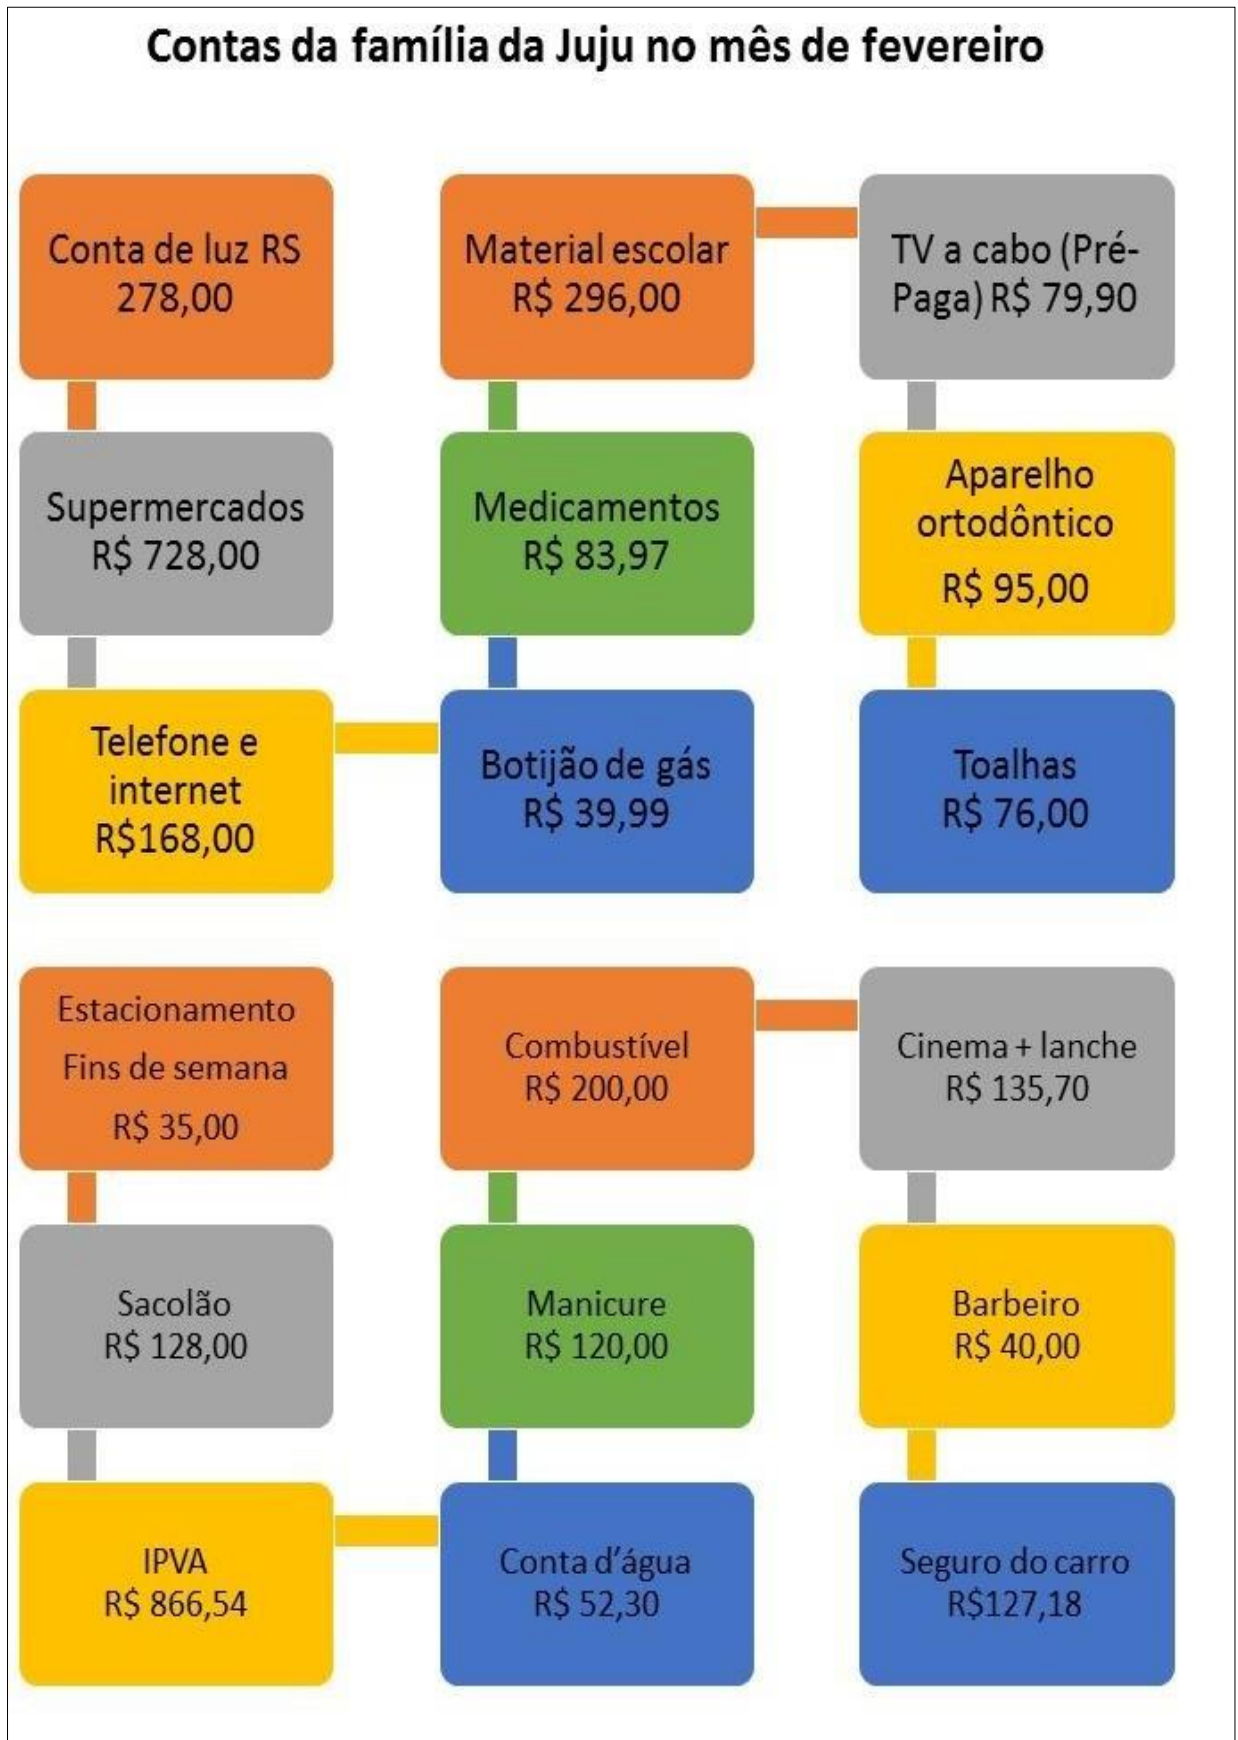 Contas da família da Juju no mês de fevereiro
Conta de luz RS
278,00
Supermercados
R$ 728,00
Telefone e
internet
R$168,00
Botijão de gás
R$ 39,99
Medicamentos
R$ 83,97
Material escolar
R$ 296,00
TV a cabo (Pré-
Paga) R$ 79,90
Aparelho
ortodôntico
R$ 95,00
Toalhas
R$ 76,00
Estacionamento
Fins de semana
R$ 35,00
Sacolão
R$ 128,00
IPVA
R$ 866,54
Conta d’água
R$ 52,30
Manicure
R$ 120,00
Combustível
R$ 200,00
Cinema + lanche
R$ 135,70
Barbeiro
R$ 40,00
Seguro do carro
R$127,18